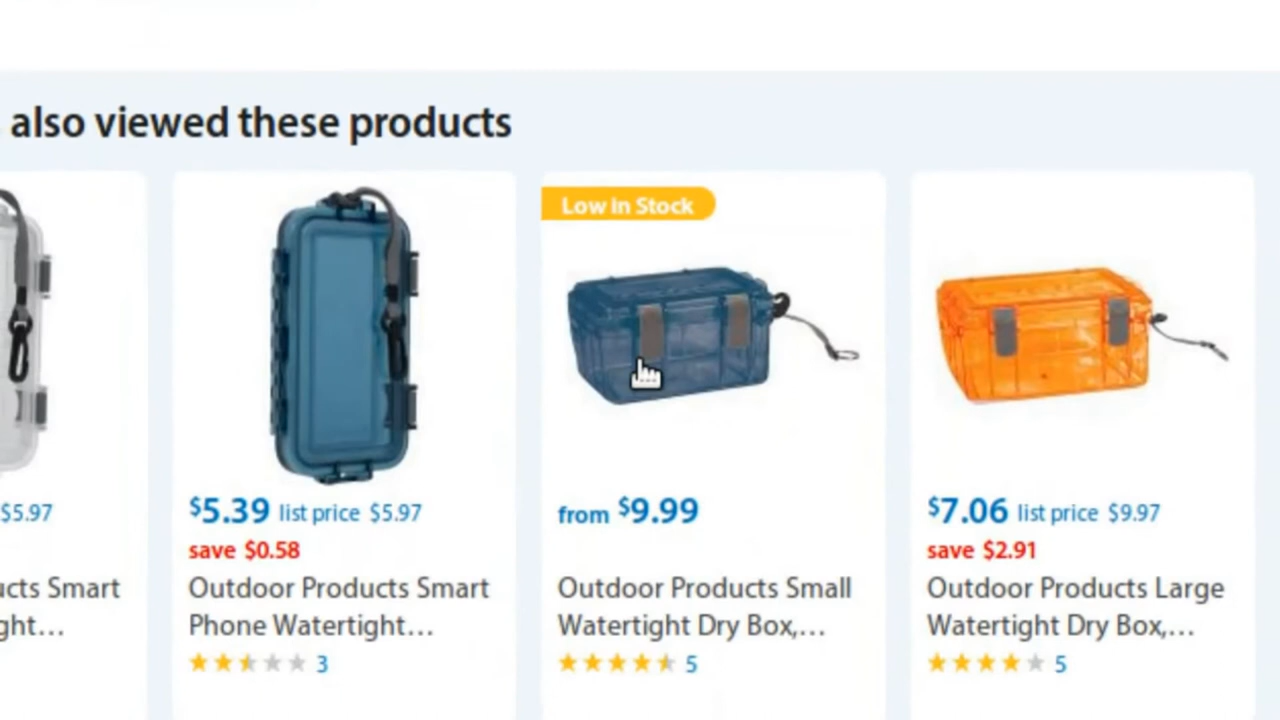 also viewed these products
Low in Stock
$5.97
ucts Smart
ght…
$5.39 list price $5.97
save $0.58
Outdoor Products Smart
Phone Watertight…
3
from $9.99
Outdoor Products Small
Watertight Dry Box,…
5
$7.06 list price $9.97
save $2.91
Outdoor Products Large
Watertight Dry Box,…
5